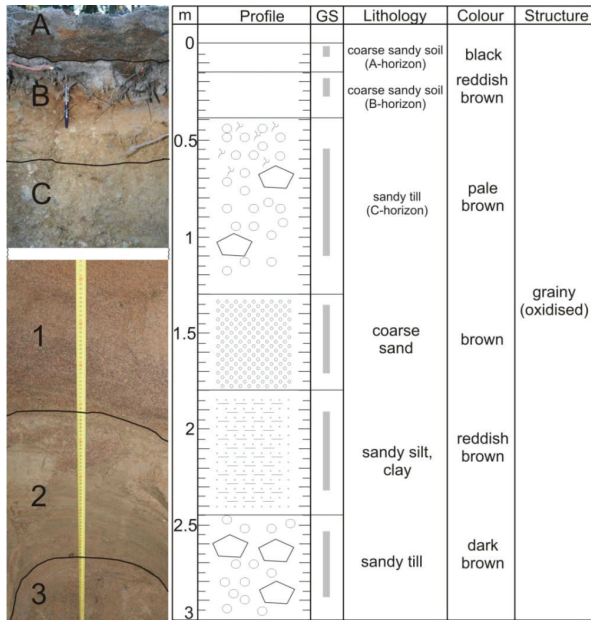 m Profile GS Lithology Colour Structure
A
B
C
1
2
3
0
0.5
1
1.5
2
2.5
3
coarse sandy soil
(A-horizon)
black
coarse sandy soil
(B-horizon)
reddish
brown
sandy till
(C-horizon)
pale
brown
grainy
(oxidised)
coarse
sand
brown
sandy silt,
clay
reddish
brown
sandy till
dark
brown